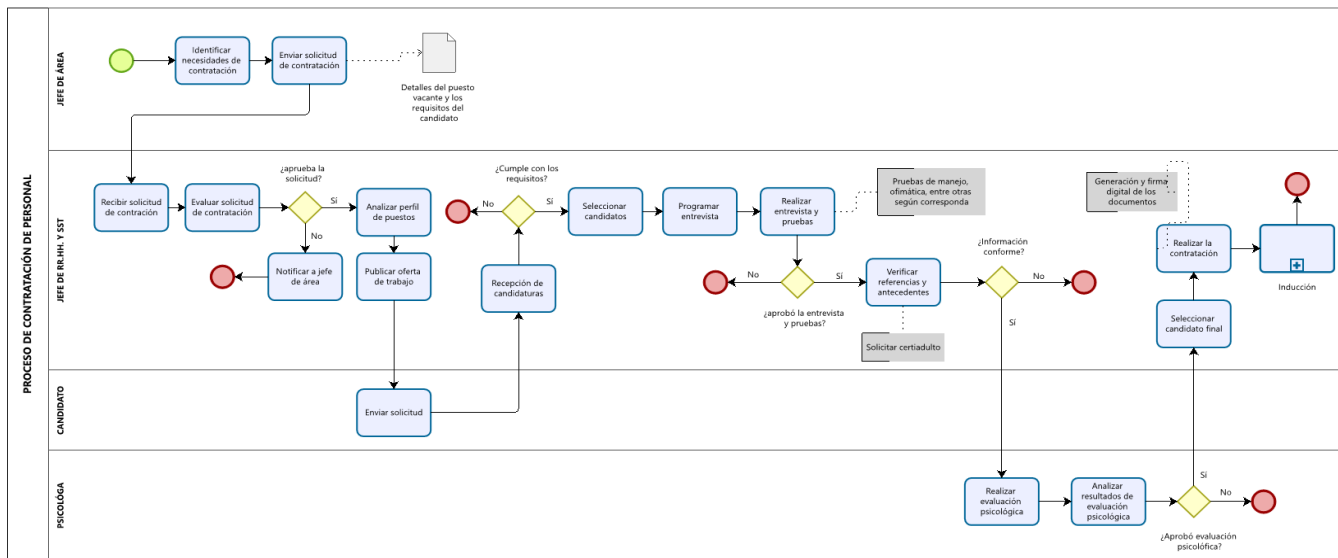 PROCESO DE CONTRATACIÓN DE PERSONAL
JEFE DE ÁREA
Identificar
necesidades de
contratación
Enviar solicitud
de contratación
Detalles del puesto
vacante y los
requisitos del
candidato
JEFE RR.HH. Y SST
Recibir solicitud
de contración
Evaluar solicitud
de contratación
¿aprueba la
solicitud?
Sí
No
Notificar a jefe
de área
Analizar perfil
de puestos
Publicar oferta
de trabajo
¿Cumple con los
requisitos?
No
Sí
Recepción de
candidaturas
Seleccionar
candidatos
Programar
entrevista
Realizar
entrevista y
pruebas
Pruebas de manejo,
ofimática, entre otras
según corresponda
No
Sí
¿aprobó la entrevista
y pruebas?
Verificar
referencias y
antecedentes
Solicitar certiadulto
¿Información
conforme?
No
Sí
Generación y firma
digital de los
documentos
Realizar la
contratación
Seleccionar
candidato final
Inducción
CANDIDATO
Enviar solicitud
PSICOLÓGA
Realizar
evaluación
psicológica
Analizar
resultados de
evaluación
psicológica
Sí
No
¿Aprobó evaluación
psicolófica?